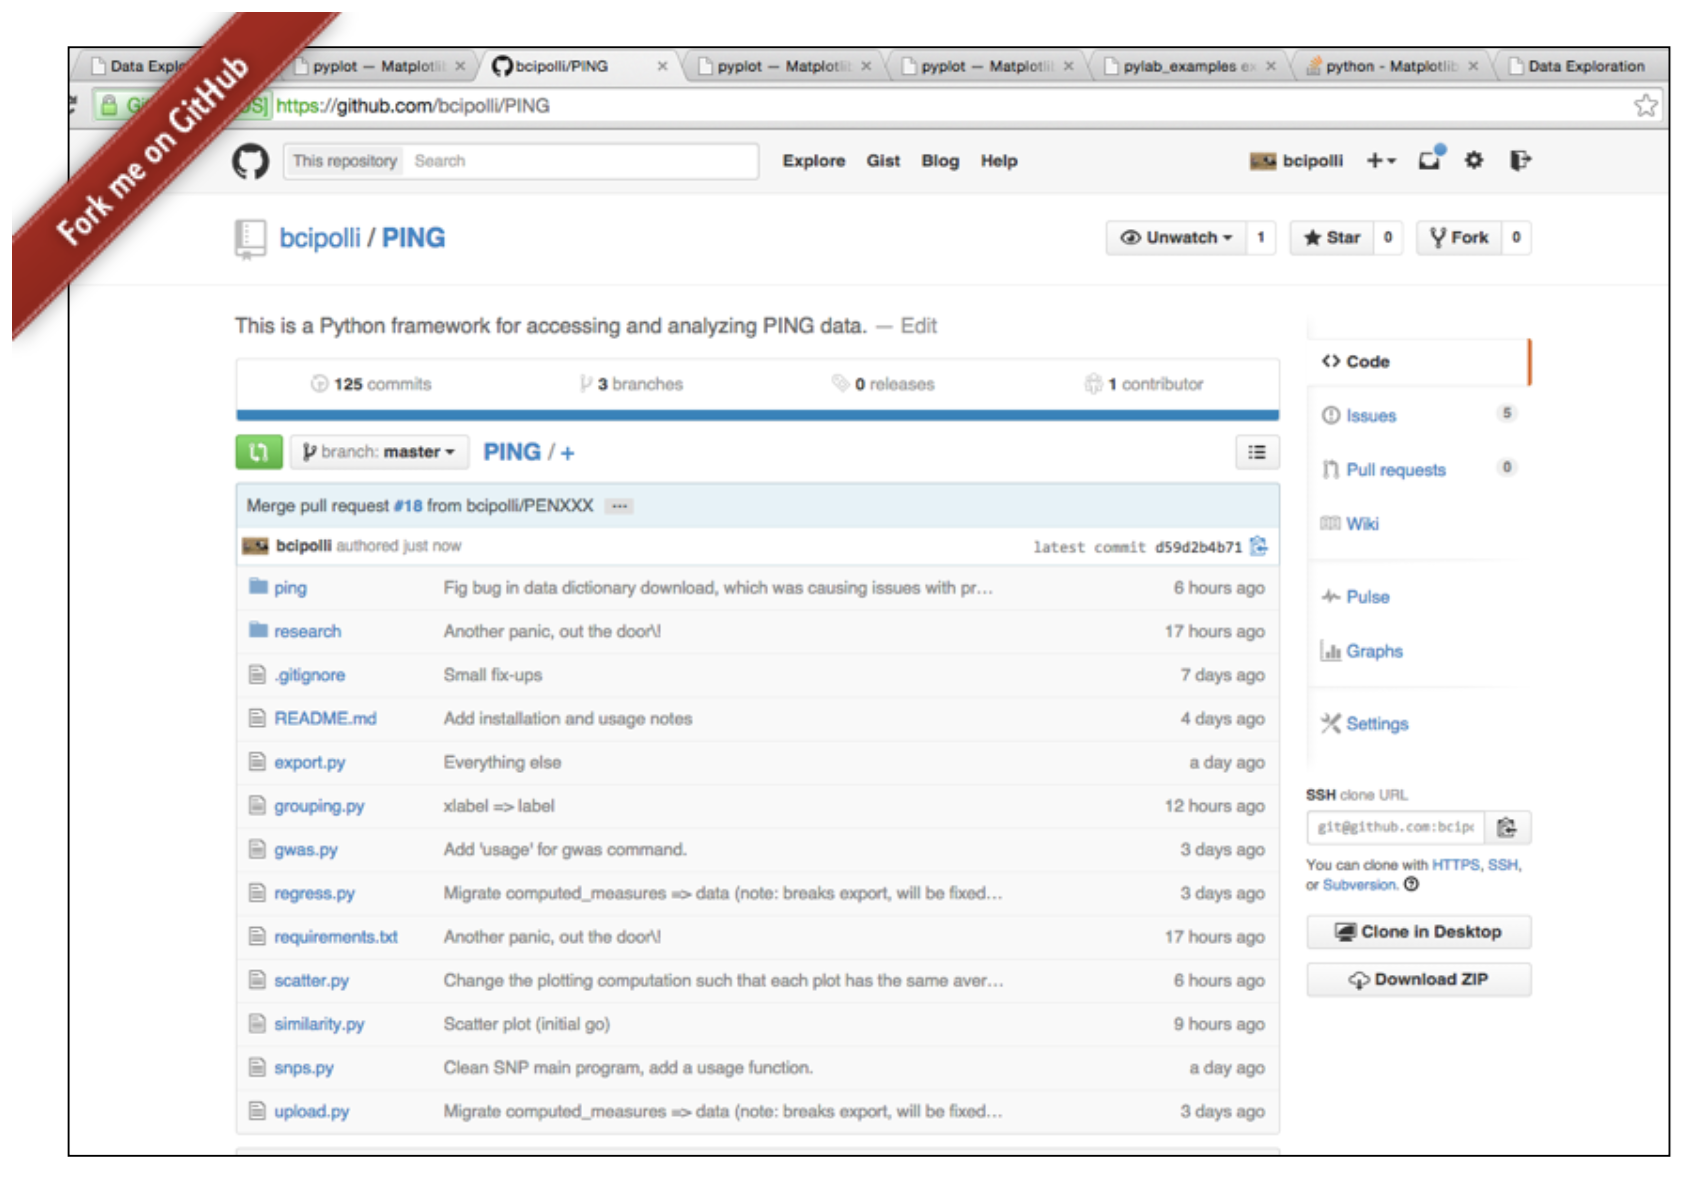 Fork me on GitHub
Data Explo
pyplot — Matplotlib
bcipolli/PING
pyplot — Matplotlib
pyplot — Matplotlib
pylab_examples ex
python - Matplotlib
Data Exploration
https://github.com/bcipolli/PING
This repository Search
Explore Gist Blog Help
bcipolli
bcipolli / PING
Unwatch 1
Star 0
Fork 0
This is a Python framework for accessing and analyzing PING data. — Edit
125 commits
3 branches
0 releases
1 contributor
branch: master
PING / +
Merge pull request #18 from bcipolli/PENXXX ...
bcipolli authored just now
latest commit d59d2b4b71
ping Fig bug in data dictionary download, which was causing issues with pr... 6 hours ago
research Another panic, out the door\! 17 hours ago
.gitignore Small fix-ups 7 days ago
README.md Add installation and usage notes 4 days ago
export.py Everything else a day ago
grouping.py xlabel => label 12 hours ago
gwas.py Add 'usage' for gwas command. 3 days ago
regress.py Migrate computed_measures => data (note: breaks export, will be fixed... 3 days ago
requirements.txt Another panic, out the door\! 17 hours ago
scatter.py Change the plotting computation such that each plot has the same aver... 6 hours ago
similarity.py Scatter plot (initial go) 9 hours ago
snps.py Clean SNP main program, add a usage function. a day ago
upload.py Migrate computed_measures => data (note: breaks export, will be fixed... 3 days ago
Code
Issues 5
Pull requests 0
Wiki
Pulse
Graphs
Settings
SSH clone URL
git@github.com:bcipo
You can clone with HTTPS, SSH,
or Subversion.
Clone in Desktop
Download ZIP